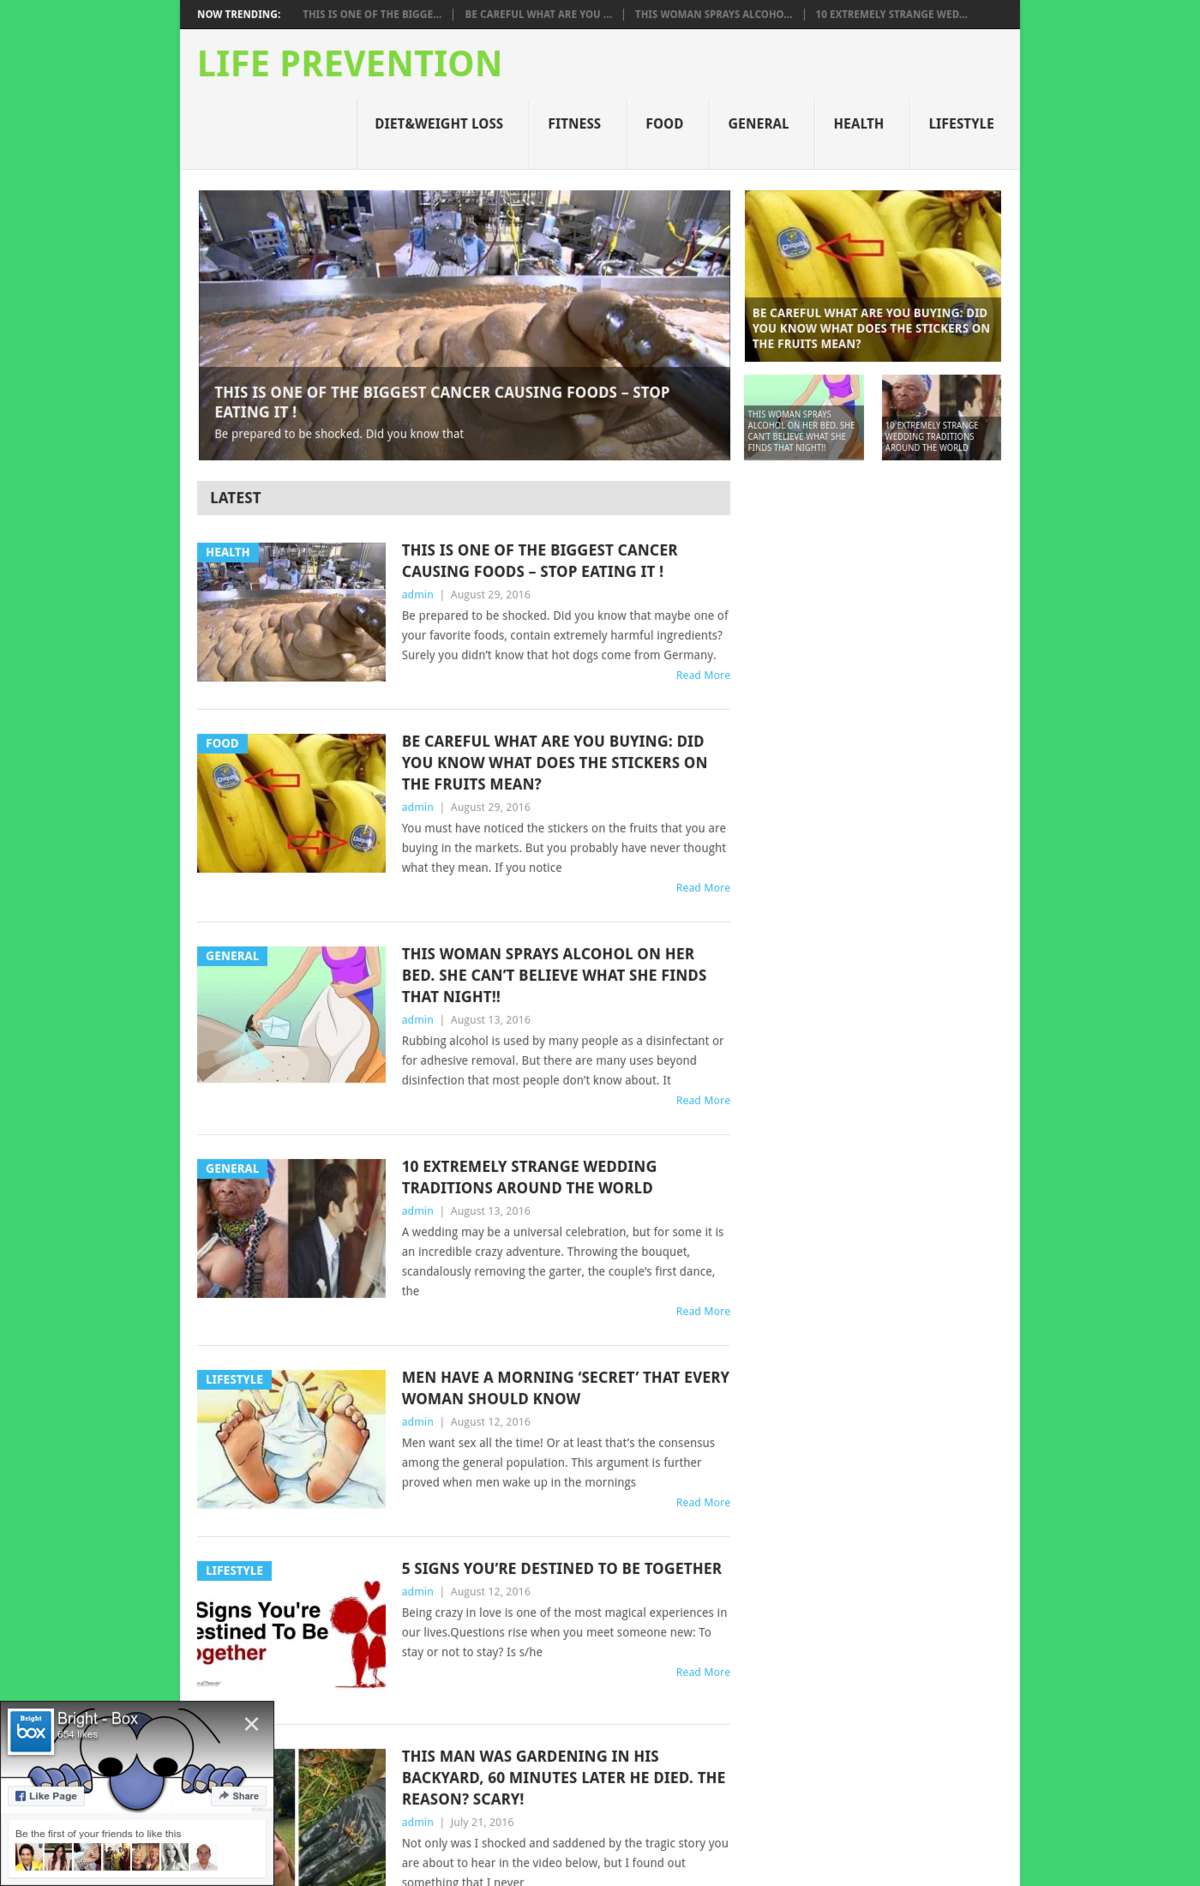 NOW TRENDING:
THIS IS ONE OF THE BIGGE...
BE CAREFUL WHAT ARE YOU ...
THIS WOMAN SPRAYS ALCOHO...
10 EXTREMELY STRANGE WED...
LIFE PREVENTION
DIET&WEIGHT LOSS
FITNESS
FOOD
GENERAL
HEALTH
LIFESTYLE
THIS IS ONE OF THE BIGGEST CANCER CAUSING FOODS – STOP
EATING IT !
Be prepared to be shocked. Did you know that
Chiquita
BE CAREFUL WHAT ARE YOU BUYING: DID
YOU KNOW WHAT DOES THE STICKERS ON
THE FRUITS MEAN?
THIS WOMAN SPRAYS
ALCOHOL ON HER BED. SHE
CAN'T BELIEVE WHAT SHE
FINDS THAT NIGHT!!
10 EXTREMELY STRANGE
WEDDING TRADITIONS
AROUND THE WORLD
LATEST
HEALTH
THIS IS ONE OF THE BIGGEST CANCER
CAUSING FOODS – STOP EATING IT !
admin | August 29, 2016
Be prepared to be shocked. Did you know that maybe one of
your favorite foods, contain extremely harmful ingredients?
Surely you didn't know that hot dogs come from Germany.
Read More
FOOD
Chiquita
Chiquita
BE CAREFUL WHAT ARE YOU BUYING: DID
YOU KNOW WHAT DOES THE STICKERS ON
THE FRUITS MEAN?
admin | August 29, 2016
You must have noticed the stickers on the fruits that you are
buying in the markets. But you probably have never thought
what they mean. If you notice
Read More
GENERAL
THIS WOMAN SPRAYS ALCOHOL ON HER
BED. SHE CAN'T BELIEVE WHAT SHE FINDS
THAT NIGHT!!
admin | August 13, 2016
Rubbing alcohol is used by many people as a disinfectant or
for adhesive removal. But there are many uses beyond
disinfection that most people don't know about. It
Read More
GENERAL
10 EXTREMELY STRANGE WEDDING
TRADITIONS AROUND THE WORLD
admin | August 13, 2016
A wedding may be a universal celebration, but for some it is
an incredible crazy adventure. Throwing the bouquet,
scandalously removing the garter, the couple's first dance,
the
Read More
LIFESTYLE
MEN HAVE A MORNING ‘SECRET’ THAT EVERY
WOMAN SHOULD KNOW
admin | August 12, 2016
Men want sex all the time! Or at least that's the consensus
among the general population. This argument is further
proved when men wake up in the mornings
Read More
LIFESTYLE
Signs You're
estined To Be
ogether
5 SIGNS YOU'RE DESTINED TO BE TOGETHER
admin | August 12, 2016
Being crazy in love is one of the most magical experiences in
our lives.Questions rise when you meet someone new: To
stay or not to stay? Is s/he
Read More
THIS MAN WAS GARDENING IN HIS
BACKYARD, 60 MINUTES LATER HE DIED. THE
REASON? SCARY!
admin | July 21, 2016
Not only was I shocked and saddened by the tragic story you
are about to hear in the video below, but I found out
something that I never
Bright
box
Bright - Box
654 likes
Like Page
Share
Be the first of your friends to like this